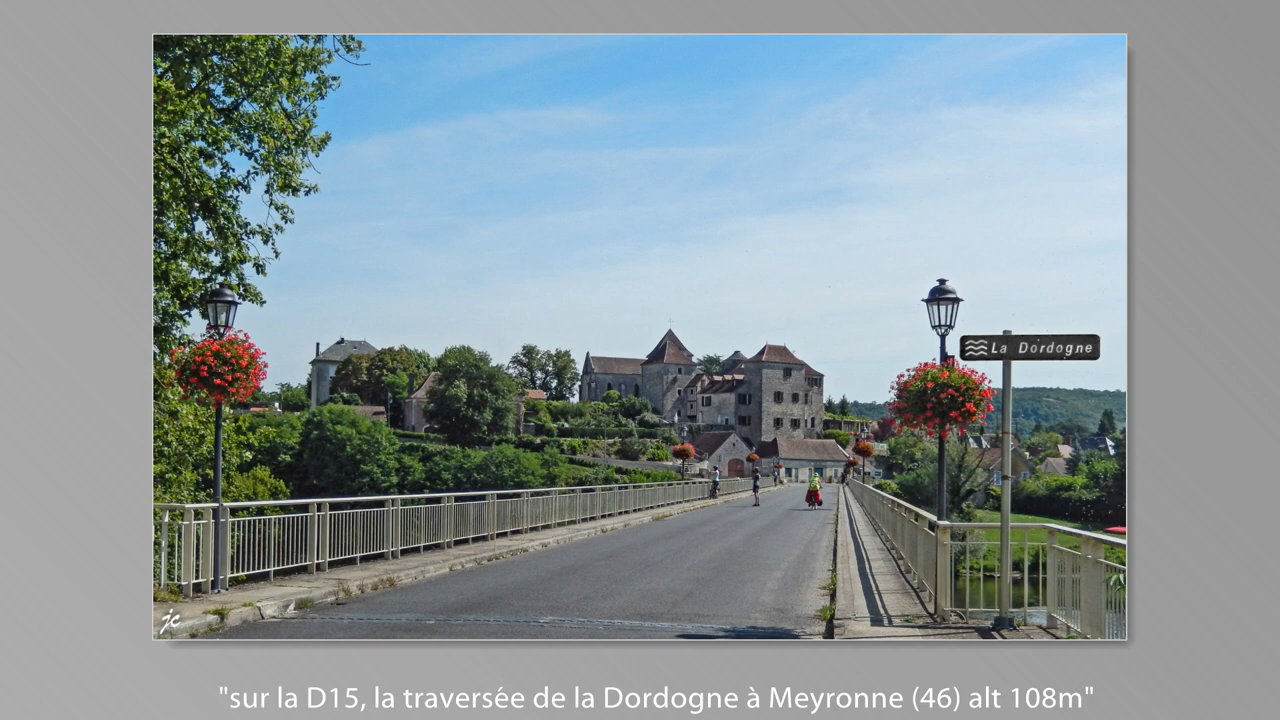 La Dordogne
jc
"sur la D15, la traversée de la Dordogne à Meyronne (46) alt 108m"